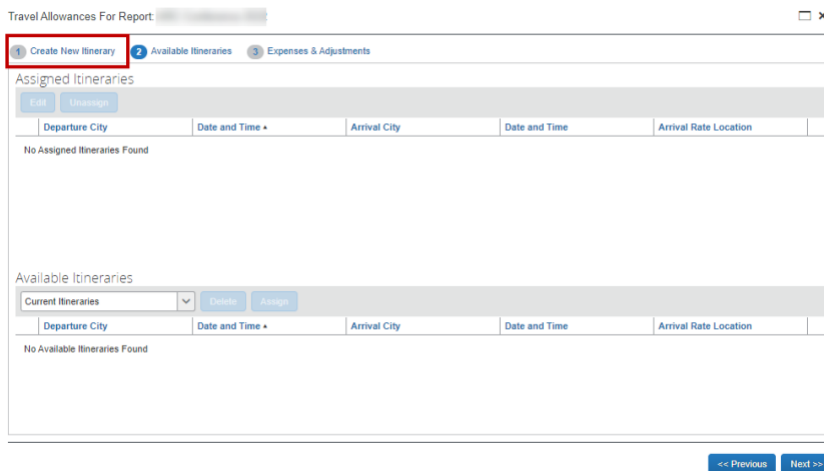 Travel Allowances For Report:
1 Create New Itinerary 2 Available Itineraries 3 Expenses & Adjustments
Assigned Itineraries
Edit Unassign
Departure City Date and Time Arrival City Date and Time Arrival Rate Location
No Assigned Itineraries Found
Available Itineraries
Current Itineraries Delete Assign
Departure City Date and Time Arrival City Date and Time Arrival Rate Location
No Available Itineraries Found
<< Previous Next >>